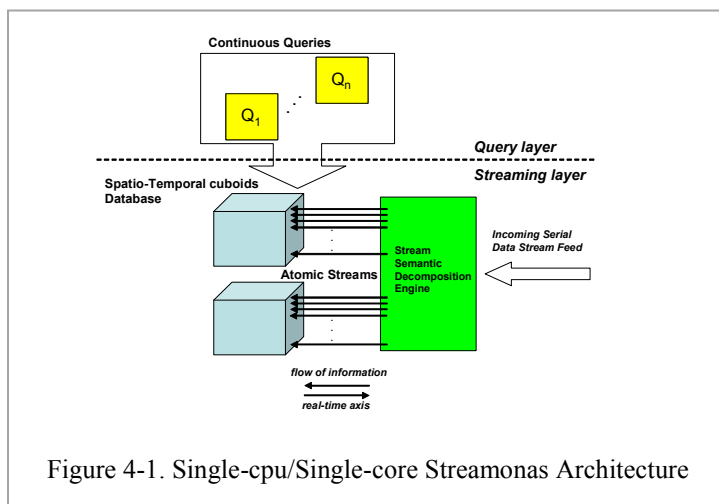 Continuous Queries
Qn
Q1
Query layer
Streaming layer
Spatio-Temporal cuboids
Database
Incoming Serial
Data Stream Feed
Stream
Semantic
Decomposition
Engine
Atomic Streams
flow of information
real-time axis
Figure 4-1. Single-cpu/Single-core Streamonas Architecture